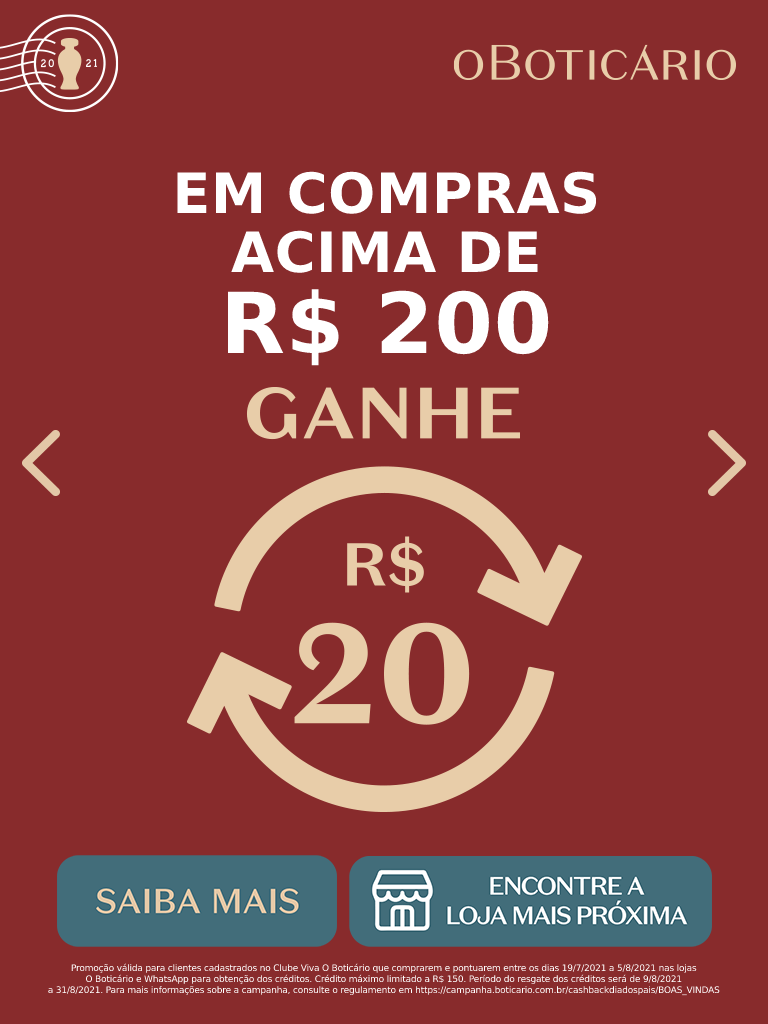 20 21
oBOTICÁRIO
EM COMPRAS
ACIMA DE
R$ 200
GANHE
R$
20
SAIBA MAIS
ENCONTRE A
LOJA MAIS PRÓXIMA
Promoção válida para clientes cadastrados no Clube Viva O Boticário que comprarem e pontuarem entre os dias 19/7/2021 a 5/8/2021 nas lojas
O Boticário e WhatsApp para obtenção dos créditos. Crédito máximo limitado a R$ 150. Período do resgate dos créditos será de 9/8/2021
a 31/8/2021. Para mais informações sobre a campanha, consulte o regulamento em https://campanha.boticario.com.br/cashbackdiadospais/BOAS_VINDAS